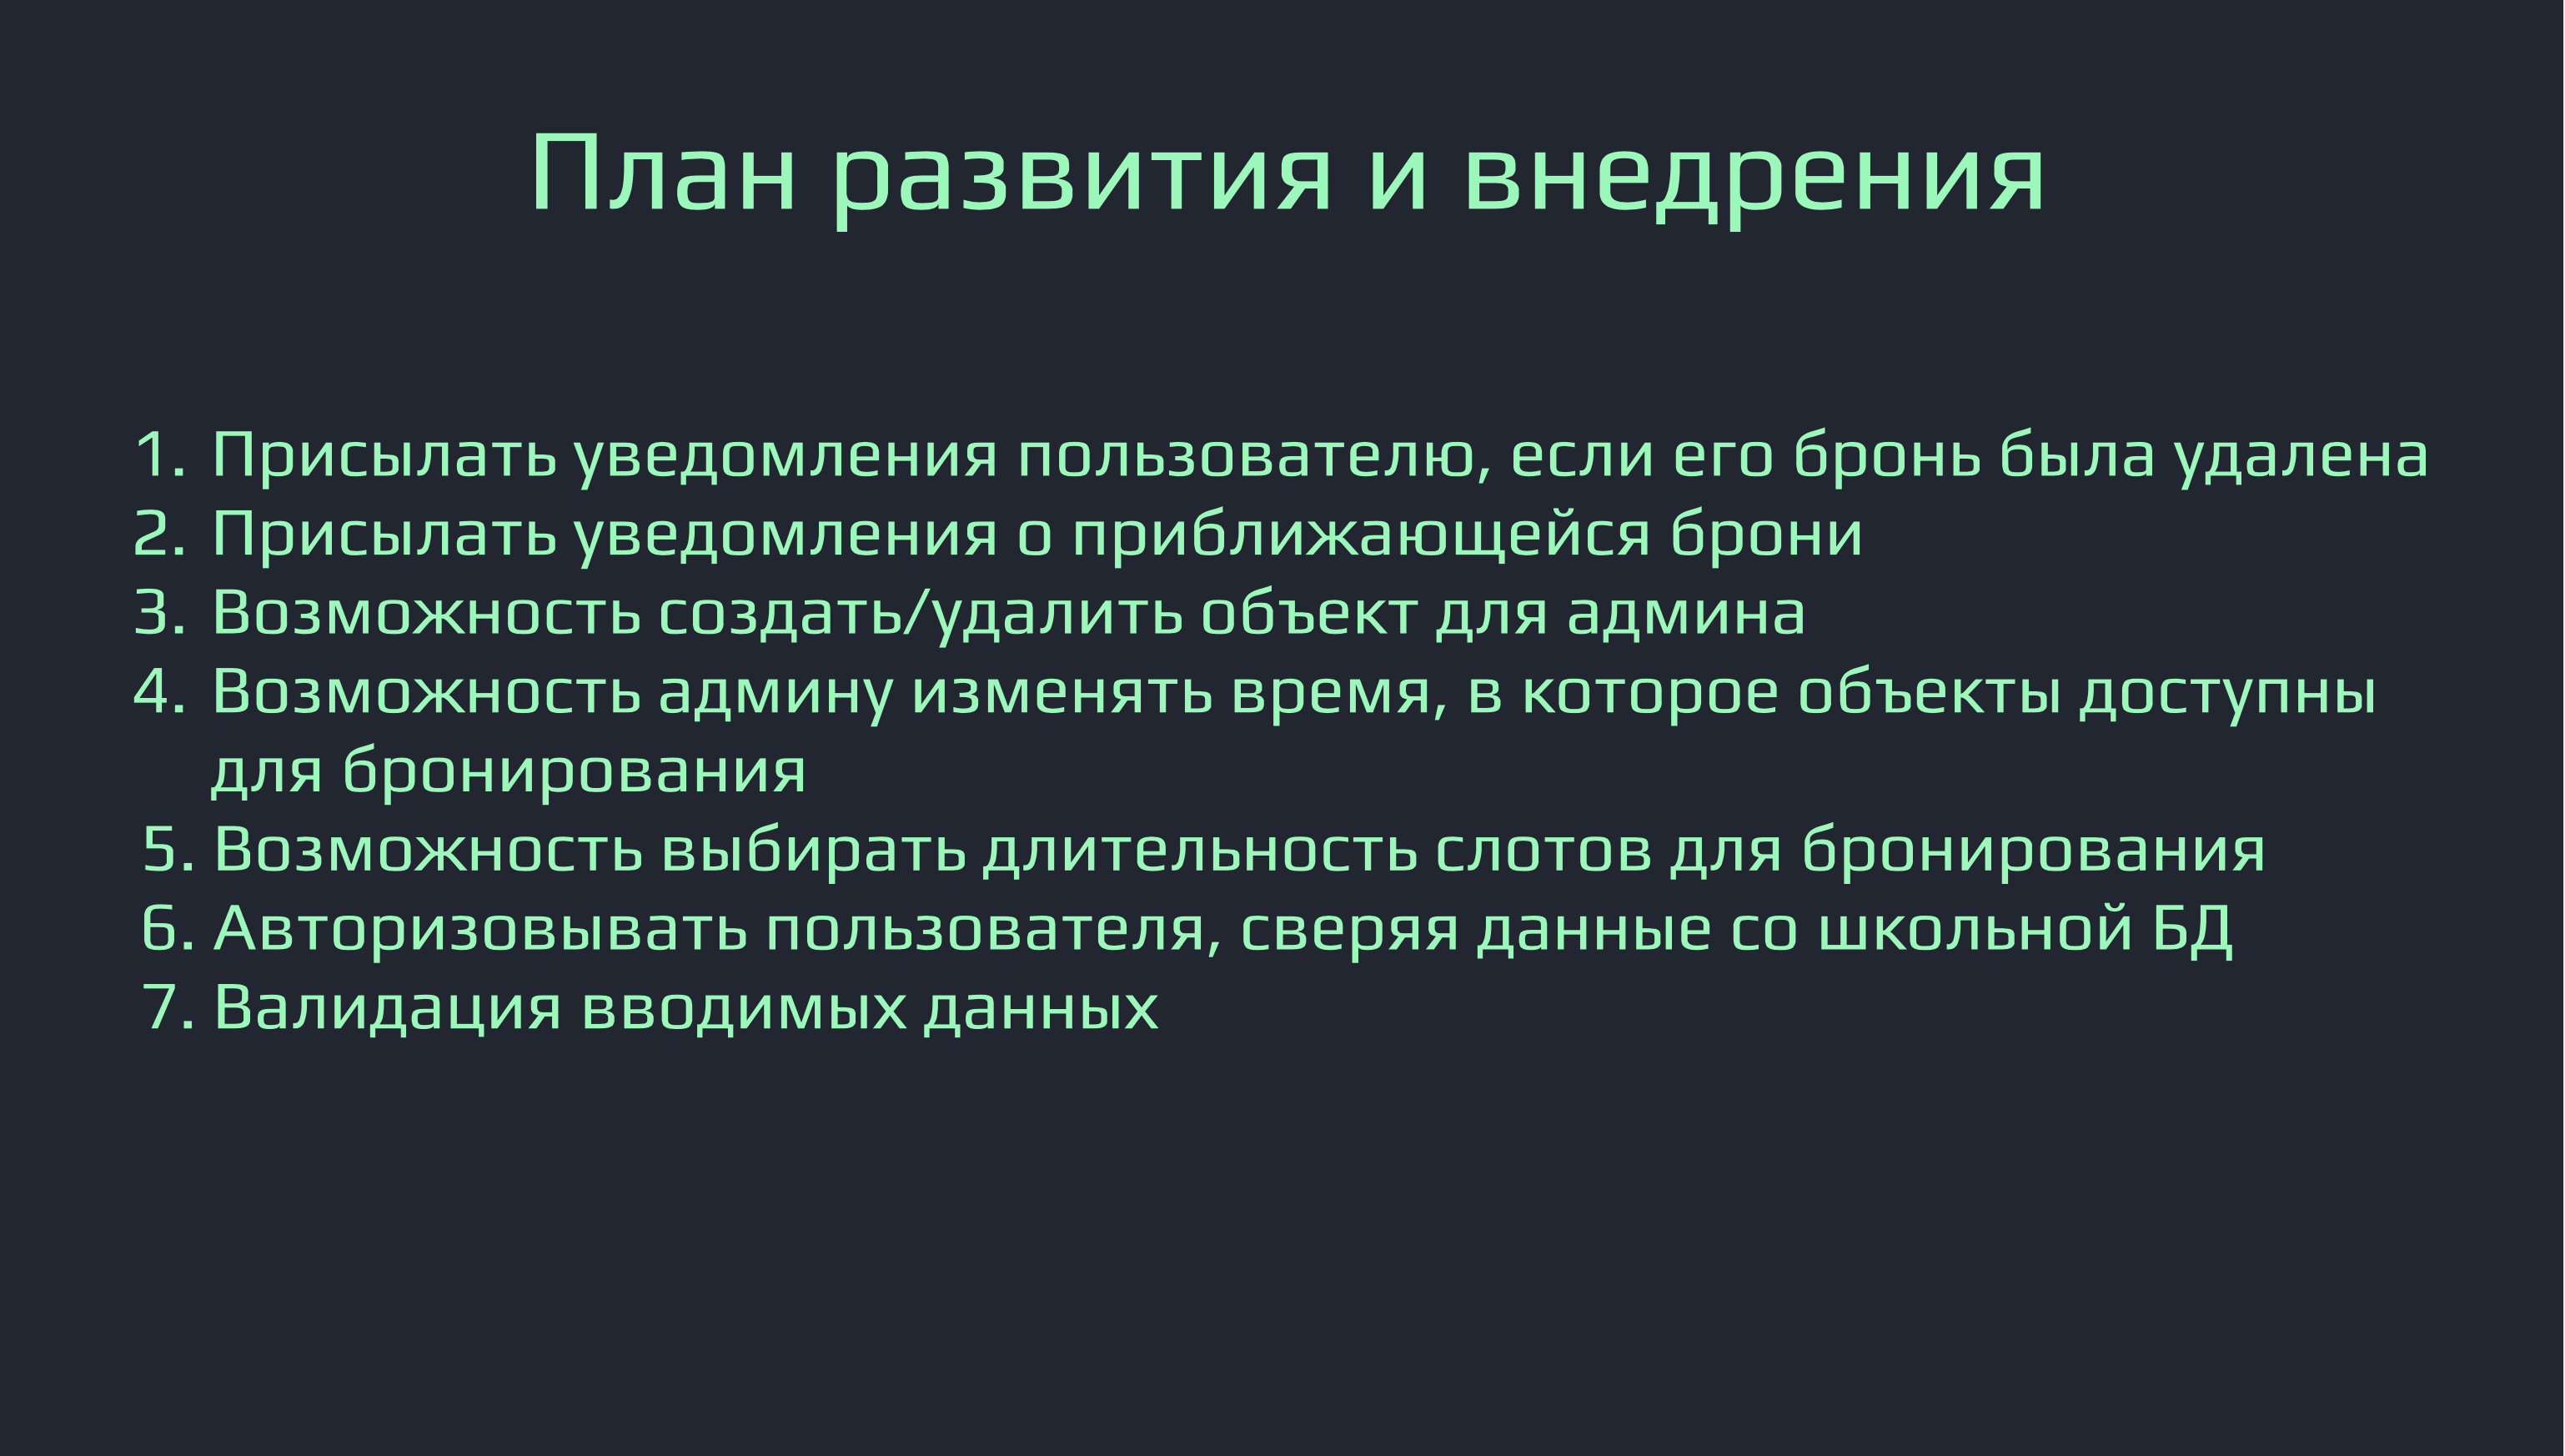 План развития и внедрения
1. Присылать уведомления пользователю, если его бронь была удалена
2. Присылать уведомления о приближающейся брони
3. Возможность создать/удалить объект для админа
4. Возможность админу изменять время, в которое объекты доступны
для бронирования
5. Возможность выбирать длительность слотов для бронирования
6. Авторизовывать пользователя, сверяя данные со школьной БД
7. Валидация вводимых данных